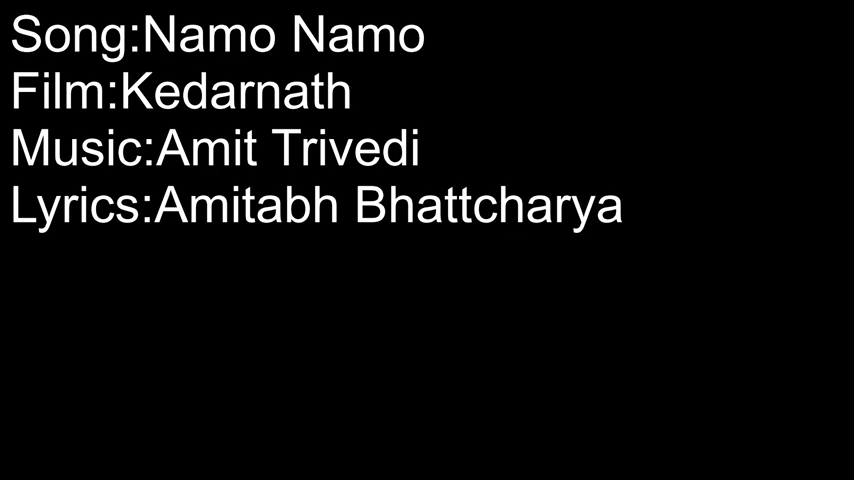 Song:Namo Namo
Film:Kedarnath
Music:Amit Trivedi
Lyrics:Amitabh Bhattcharya